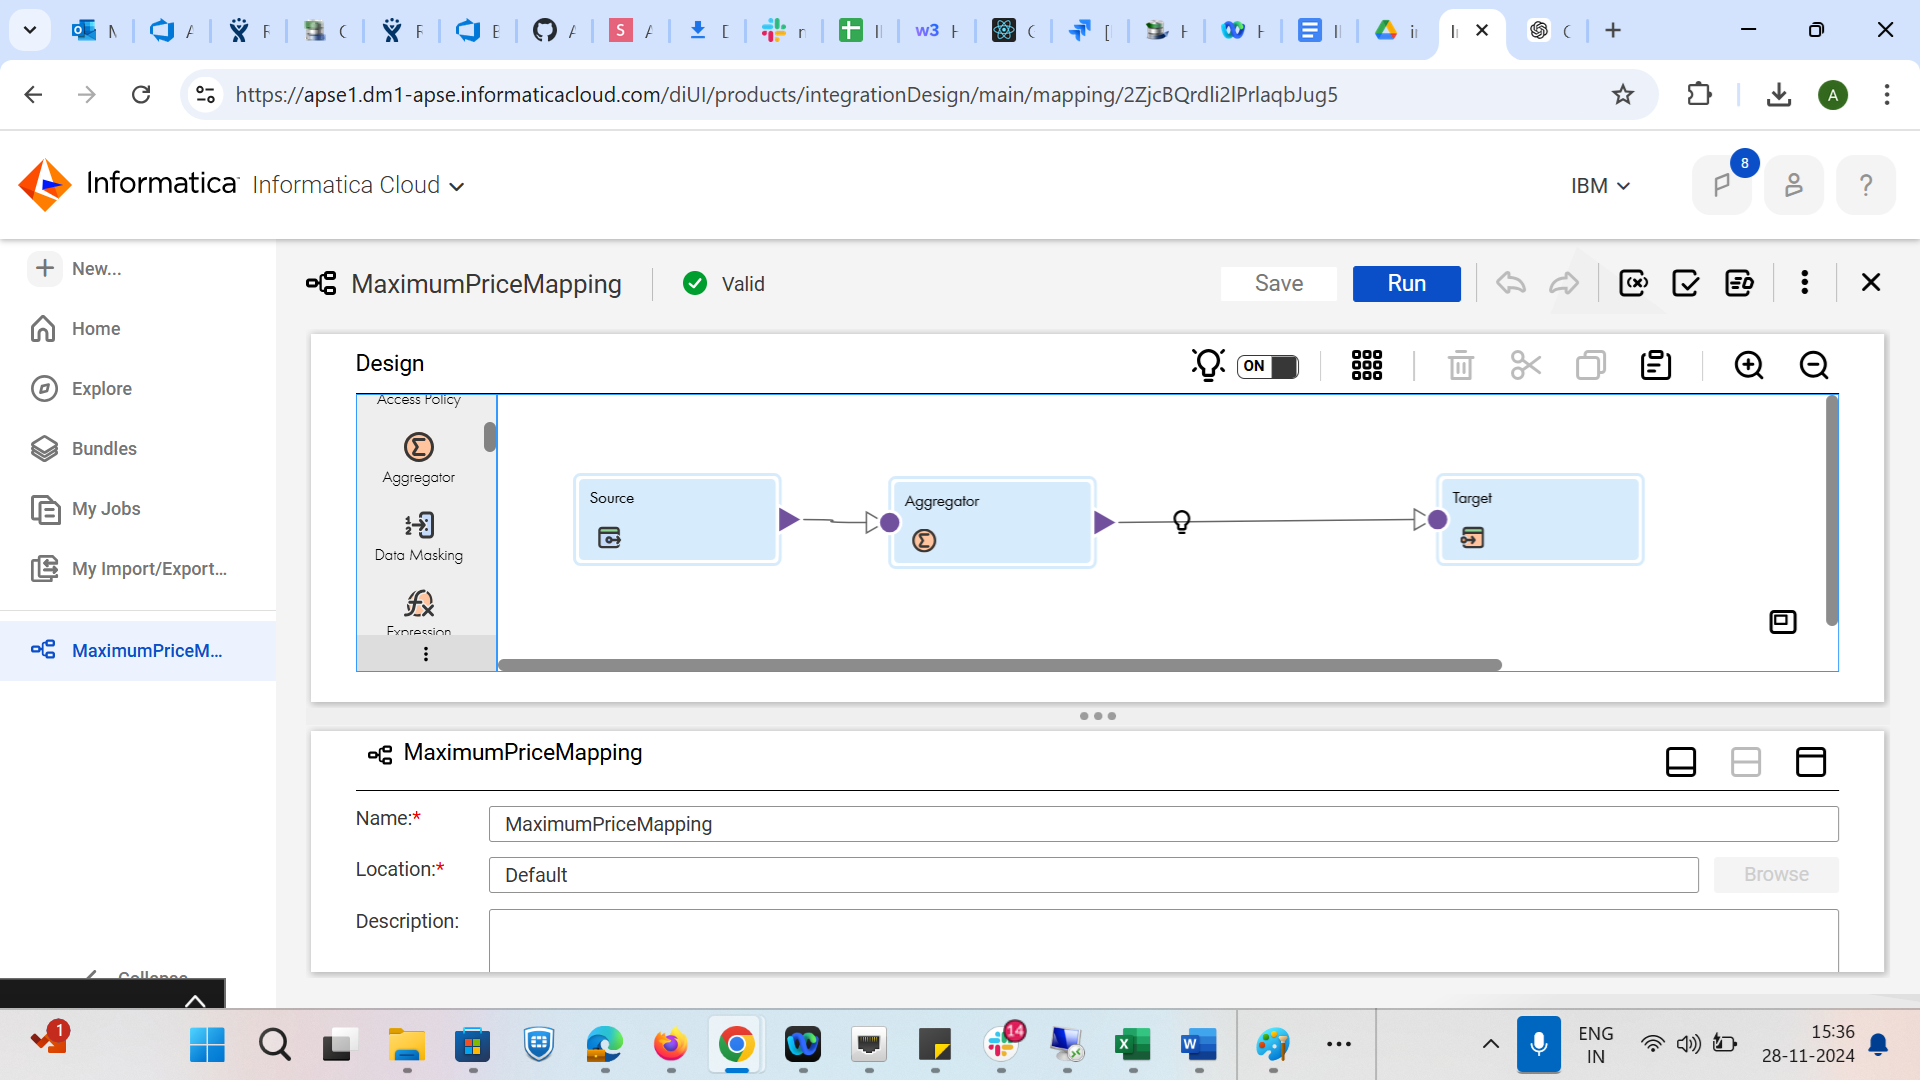 https://apse1.dm1-apse.informaticacloud.com/diUI/products/integrationDesign/main/mapping/2ZjcBQrdli2lPrlaqbJug5
A
Informatica Informatica Cloud
IBM
8
?
New...
Home
Explore
Bundles
My Jobs
My Import/Export...
MaximumPriceM...
MaximumPriceMapping
Valid
Save
Run
Design
ON
Access Policy
Aggregator
Data Masking
Expression
Source
Aggregator
Target
MaximumPriceMapping
Name:*
MaximumPriceMapping
Location:*
Default
Browse
Description:
Collapse
1
14
ENG
IN
15:36
28-11-2024